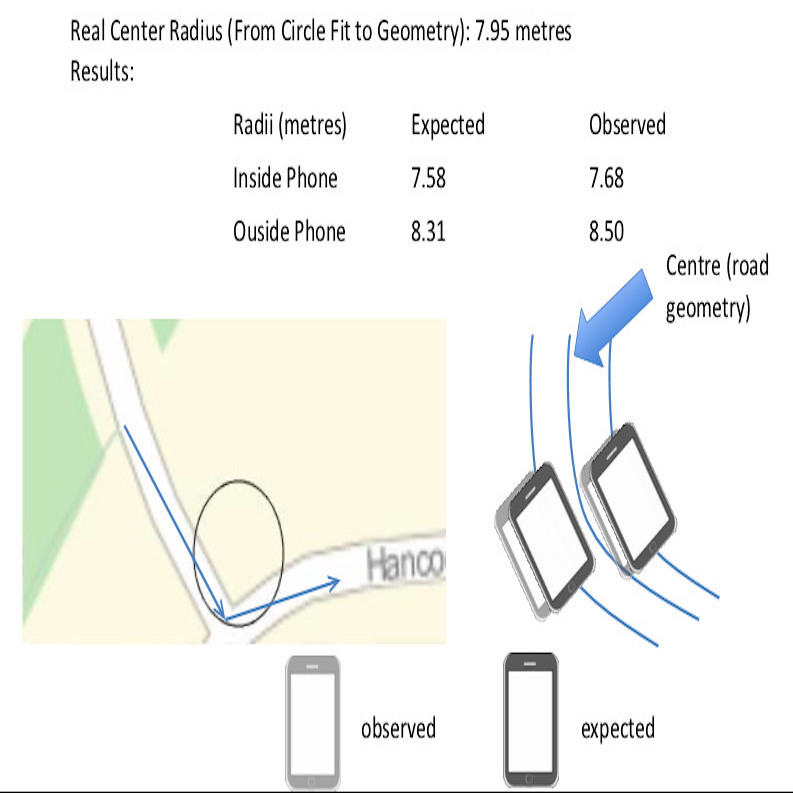 Real Center Radius (From Circle Fit to Geometry): 7.95 metres
Results:
Radii (metres) Expected Observed
Inside Phone 7.58 7.68
Ouside Phone 8.31 8.50
Centre (road
geometry)
Hanco
observed expected